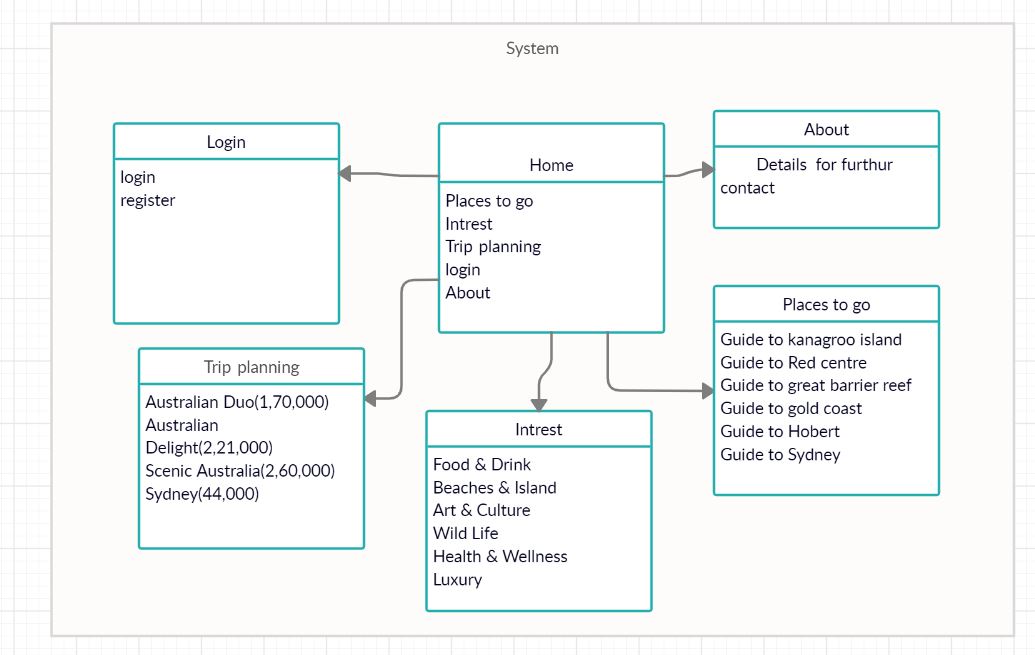 System
Login
login
register
Home
Places to go
Intrest
Trip planning
login
About
About
Details for furthur
contact
Trip planning
Australian Duo(1,70,000)
Australian
Delight(2,21,000)
Scenic Australia(2,60,000)
Sydney(44,000)
Intrest
Food & Drink
Beaches & Island
Art & Culture
Wild Life
Health & Wellness
Luxury
Places to go
Guide to kanagroo island
Guide to Red centre
Guide to great barrier reef
Guide to gold coast
Guide to Hobert
Guide to Sydney